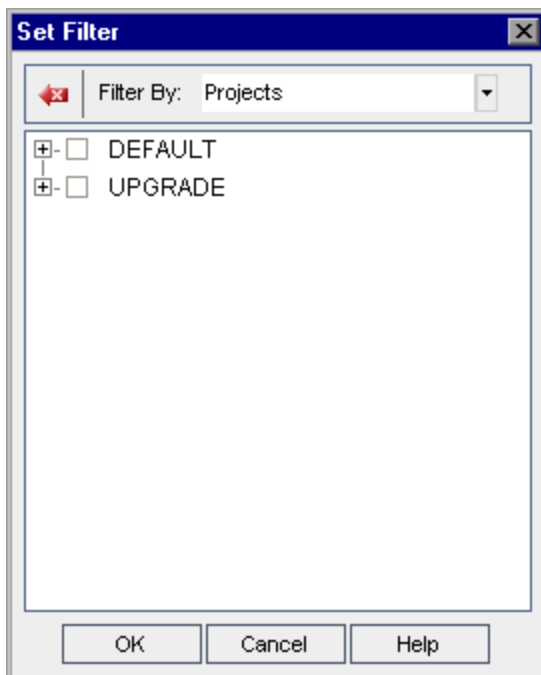 Set Filter
Filter By: Projects
DEFAULT
UPGRADE
OK Cancel Help